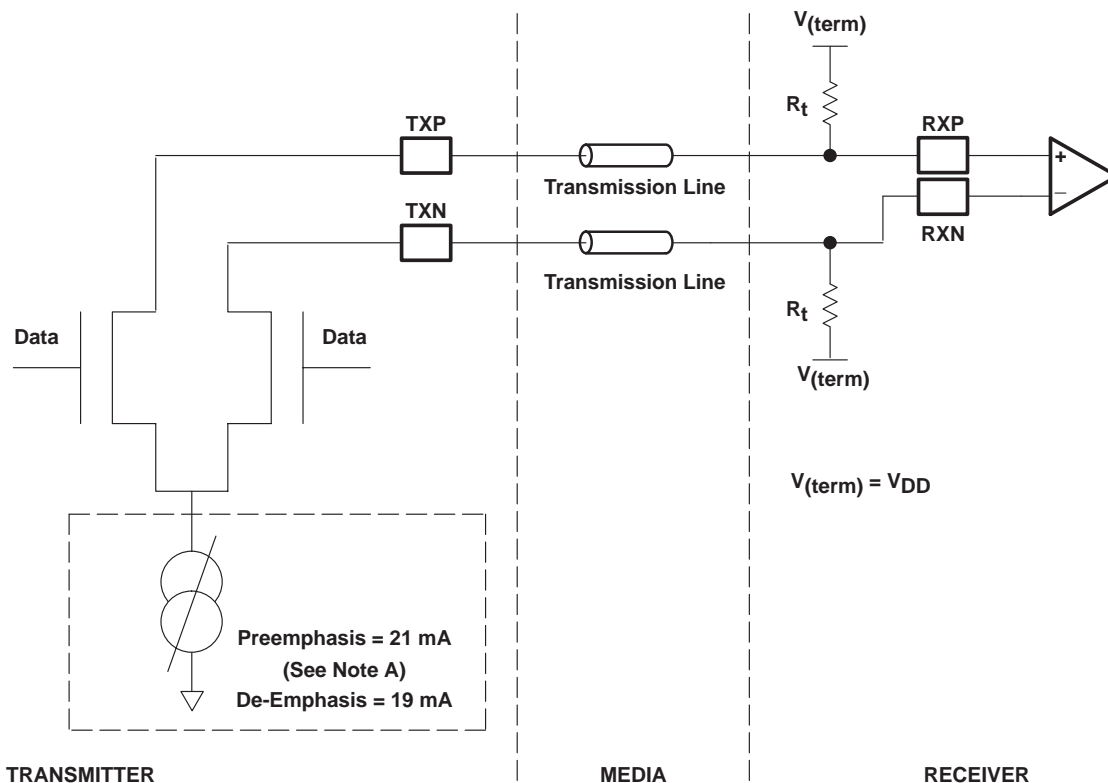 V(term)
Rt
TXP
RXP
+
Transmission Line
−
TXN
RXN
Transmission Line
Rt
Data
Data
V(term)
V(term) = VDD
Preemphasis = 21 mA
(See Note A)
De-Emphasis = 19 mA
TRANSMITTER
MEDIA
RECEIVER